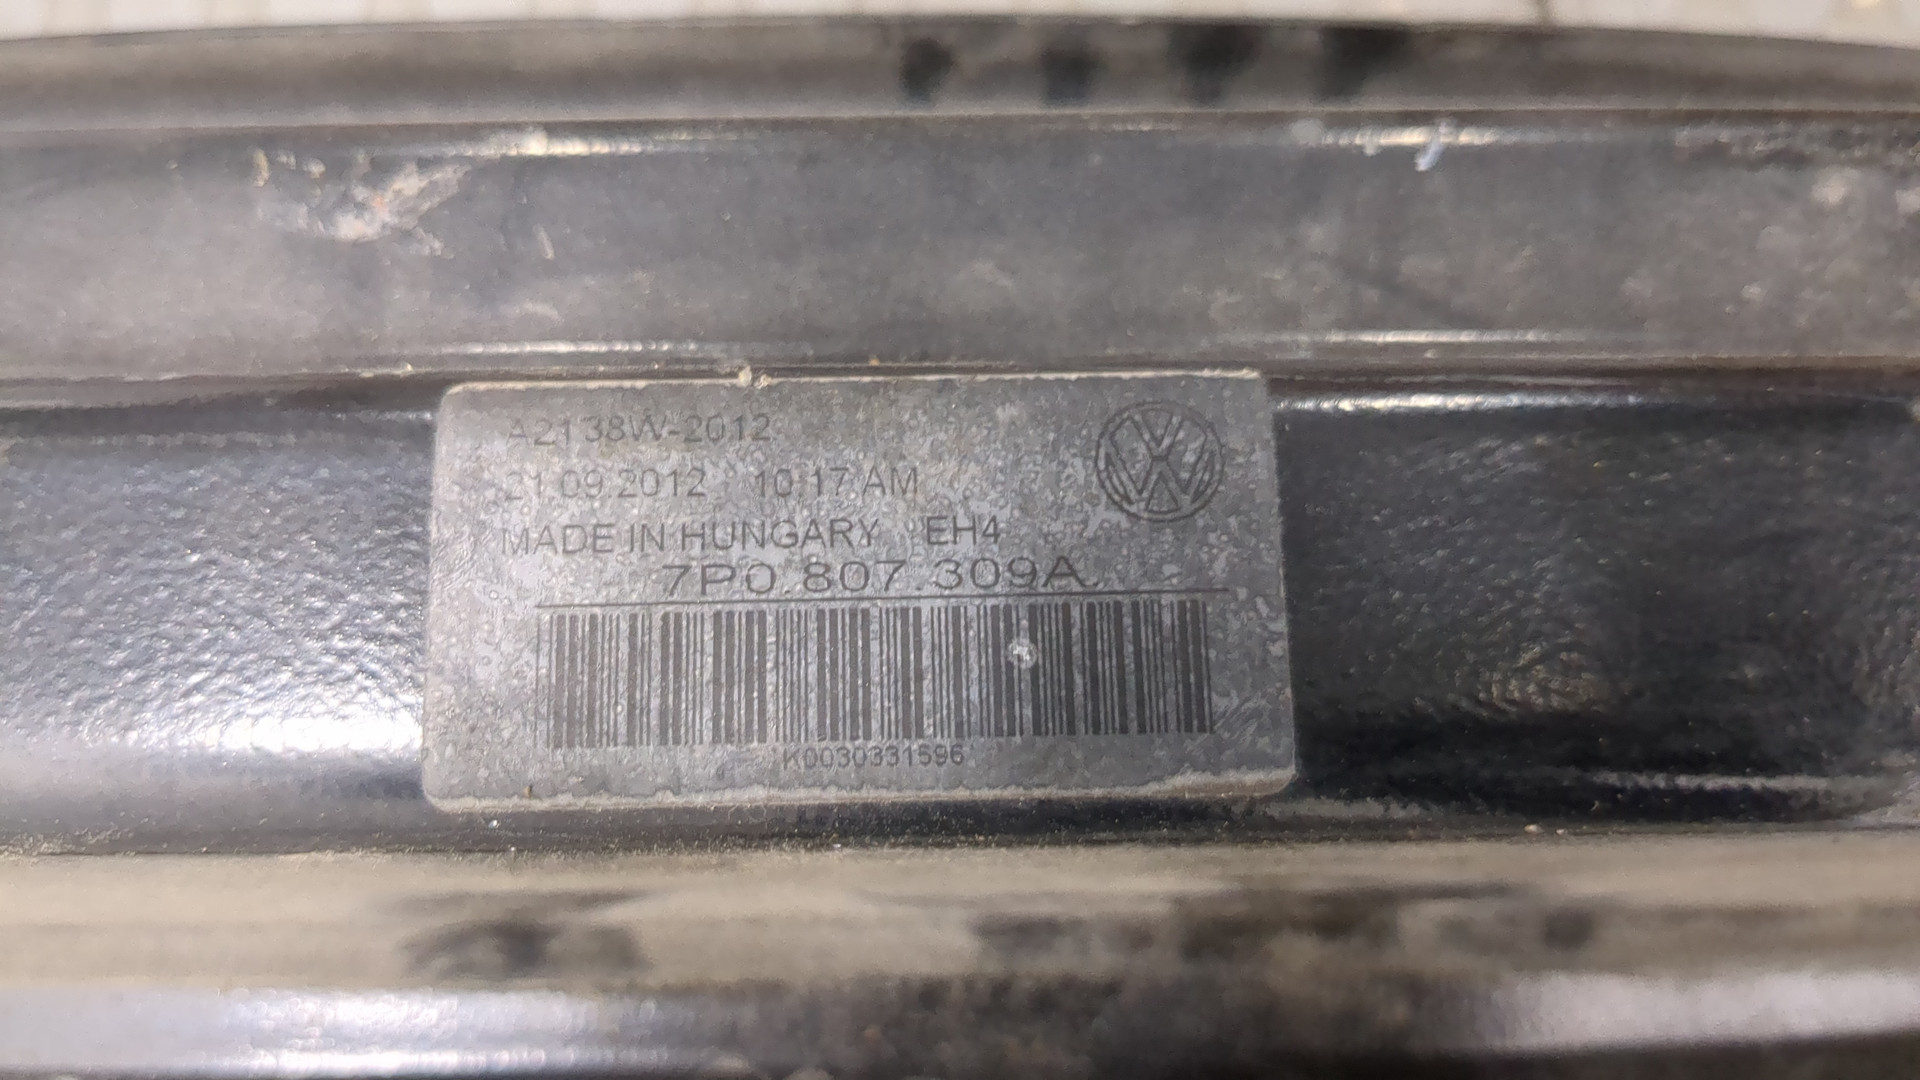 A2138W-2012
21.09.2012 10:17 AM
MADE IN HUNGARY EH4
7P0.807.309A.
K0030331596